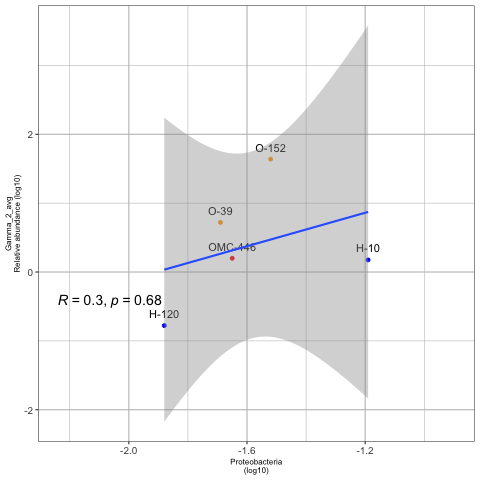 Gamma_2_avg
Relative abundance (log10)
2
0
-2
O-152
O-39
OMC-446
H-10
R = 0.3, p = 0.68
H-120
-2.0
-1.6
-1.2
Proteobacteria
(log10)